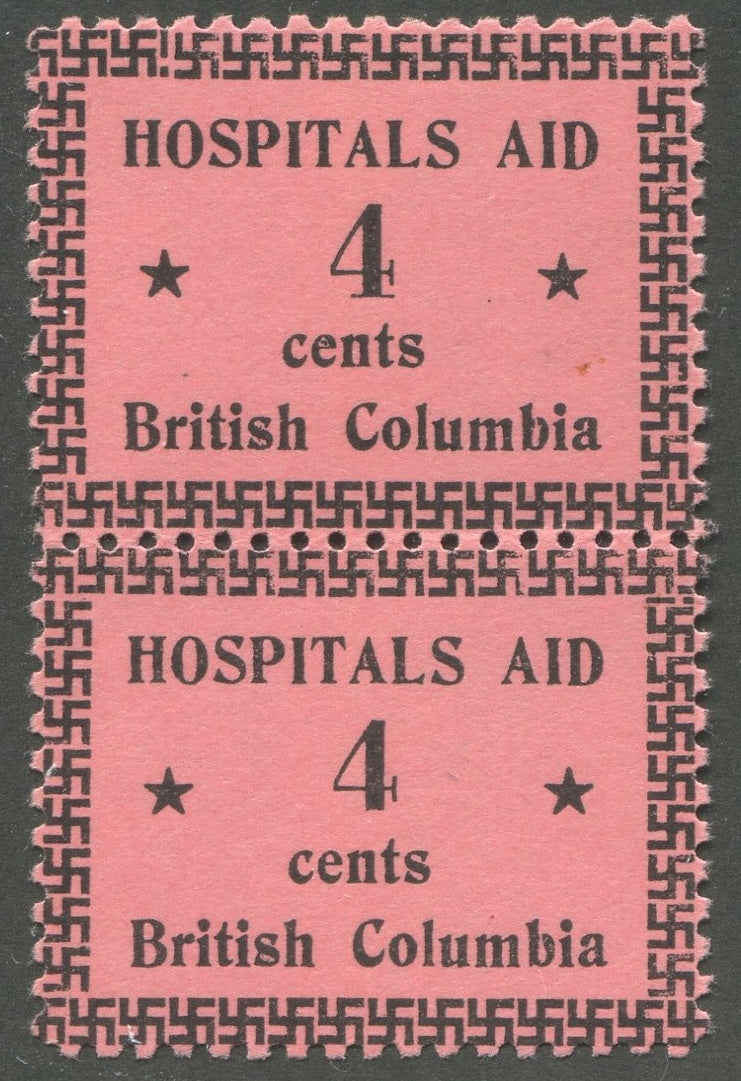 HOSPITALS AID
4
cents
British Columbia
HOSPITALS AID
4
cents
British Columbia